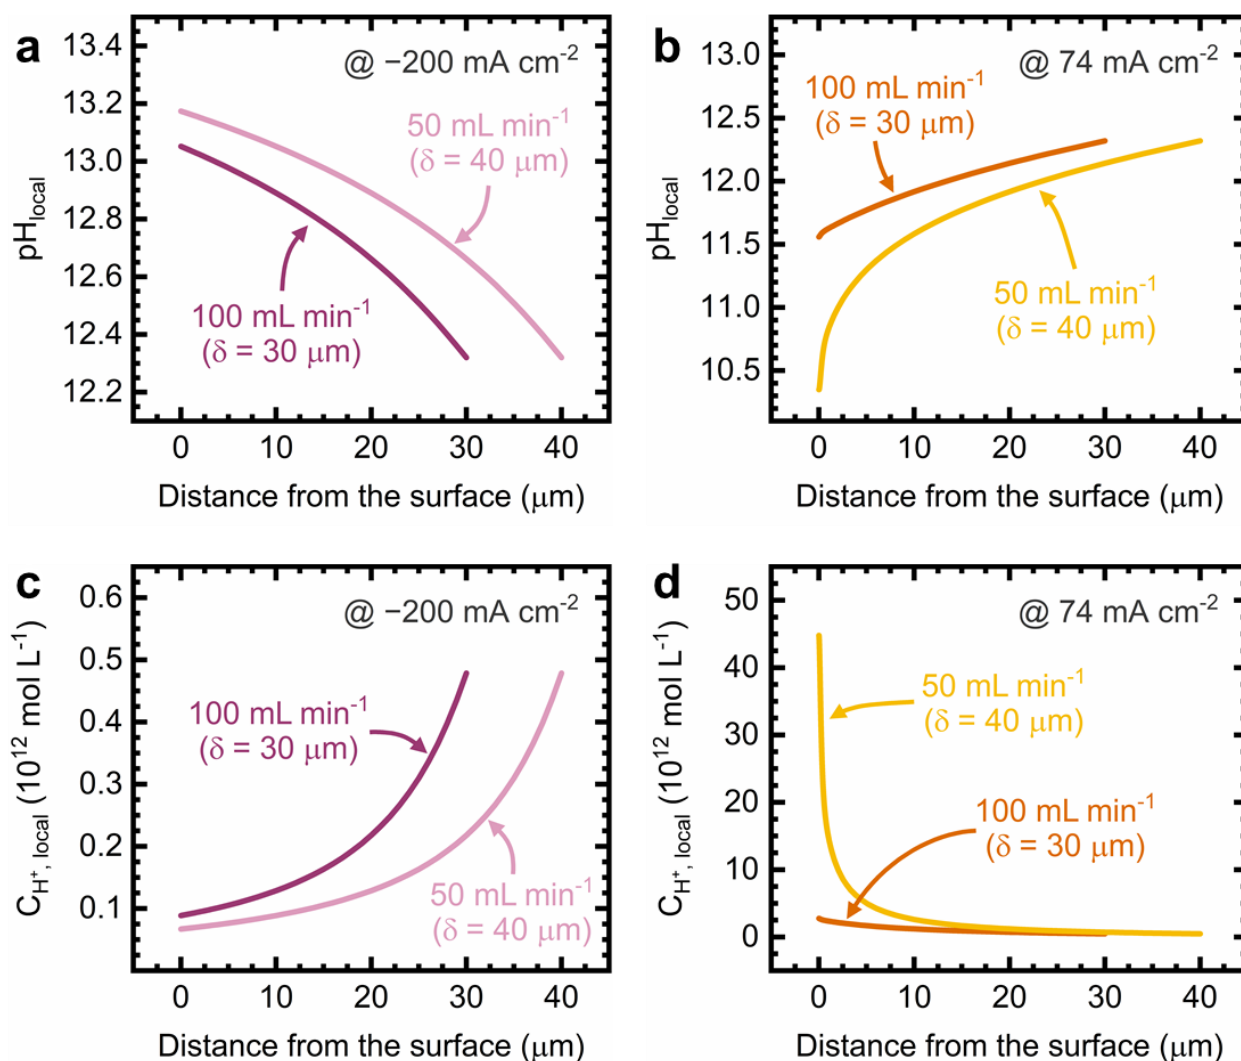 a
@ −200 mA cm⁻²
50 mL min⁻¹
(δ = 40 μm)
100 mL min⁻¹
(δ = 30 μm)
pH_local
13.4
13.2
13.0
12.8
12.6
12.4
12.2
0 10 20 30 40
Distance from the surface (μm)
b
@ 74 mA cm⁻²
100 mL min⁻¹
(δ = 30 μm)
50 mL min⁻¹
(δ = 40 μm)
pH_local
13.0
12.5
12.0
11.5
11.0
10.5
0 10 20 30 40
Distance from the surface (μm)
c
@ −200 mA cm⁻²
100 mL min⁻¹
(δ = 30 μm)
50 mL min⁻¹
(δ = 40 μm)
C_H⁺, local (10¹² mol L⁻¹)
0.6
0.5
0.4
0.3
0.2
0.1
0 10 20 30 40
Distance from the surface (μm)
d
@ 74 mA cm⁻²
50 mL min⁻¹
(δ = 40 μm)
100 mL min⁻¹
(δ = 30 μm)
C_H⁺, local (10¹² mol L⁻¹)
50
40
30
20
10
0
0 10 20 30 40
Distance from the surface (μm)